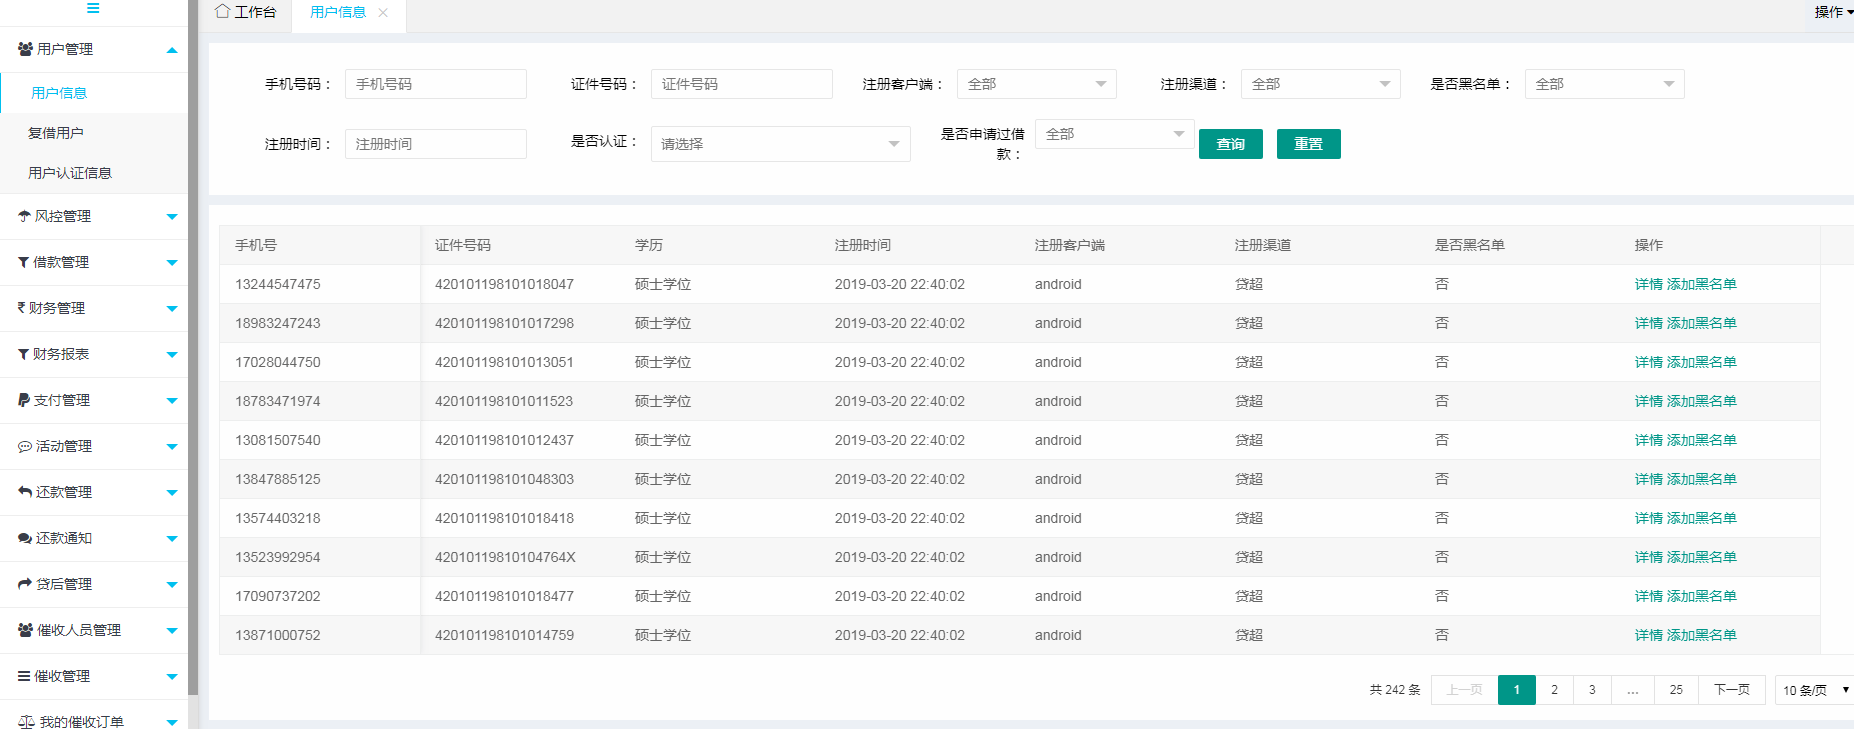 工作台
用户信息
操作
用户管理
用户信息
复借用户
用户认证信息
风控管理
借款管理
财务管理
财务报表
支付管理
活动管理
还款管理
还款通知
贷后管理
催收人员管理
催收管理
我的催收订单
手机号码： 手机号码 证件号码： 证件号码 注册客户端： 全部 注册渠道： 全部 是否黑名单： 全部
注册时间： 注册时间 是否认证： 请选择 是否申请过借款： 全部 查询 重置
手机号 证件号码 学历 注册时间 注册客户端 注册渠道 是否黑名单 操作
13244547475 420101198101018047 硕士学位 2019-03-20 22:40:02 android 贷超 否 详情 添加黑名单
18983247243 420101198101017298 硕士学位 2019-03-20 22:40:02 android 贷超 否 详情 添加黑名单
17028044750 420101198101013051 硕士学位 2019-03-20 22:40:02 android 贷超 否 详情 添加黑名单
18783471974 420101198101011523 硕士学位 2019-03-20 22:40:02 android 贷超 否 详情 添加黑名单
13081507540 420101198101012437 硕士学位 2019-03-20 22:40:02 android 贷超 否 详情 添加黑名单
13847885125 420101198101048303 硕士学位 2019-03-20 22:40:02 android 贷超 否 详情 添加黑名单
13574403218 420101198101018418 硕士学位 2019-03-20 22:40:02 android 贷超 否 详情 添加黑名单
13523992954 42010119810104764X 硕士学位 2019-03-20 22:40:02 android 贷超 否 详情 添加黑名单
17090737202 420101198101018477 硕士学位 2019-03-20 22:40:02 android 贷超 否 详情 添加黑名单
13871000752 420101198101014759 硕士学位 2019-03-20 22:40:02 android 贷超 否 详情 添加黑名单
共 242 条 上一页 1 2 3 ... 25 下一页 10 条/页